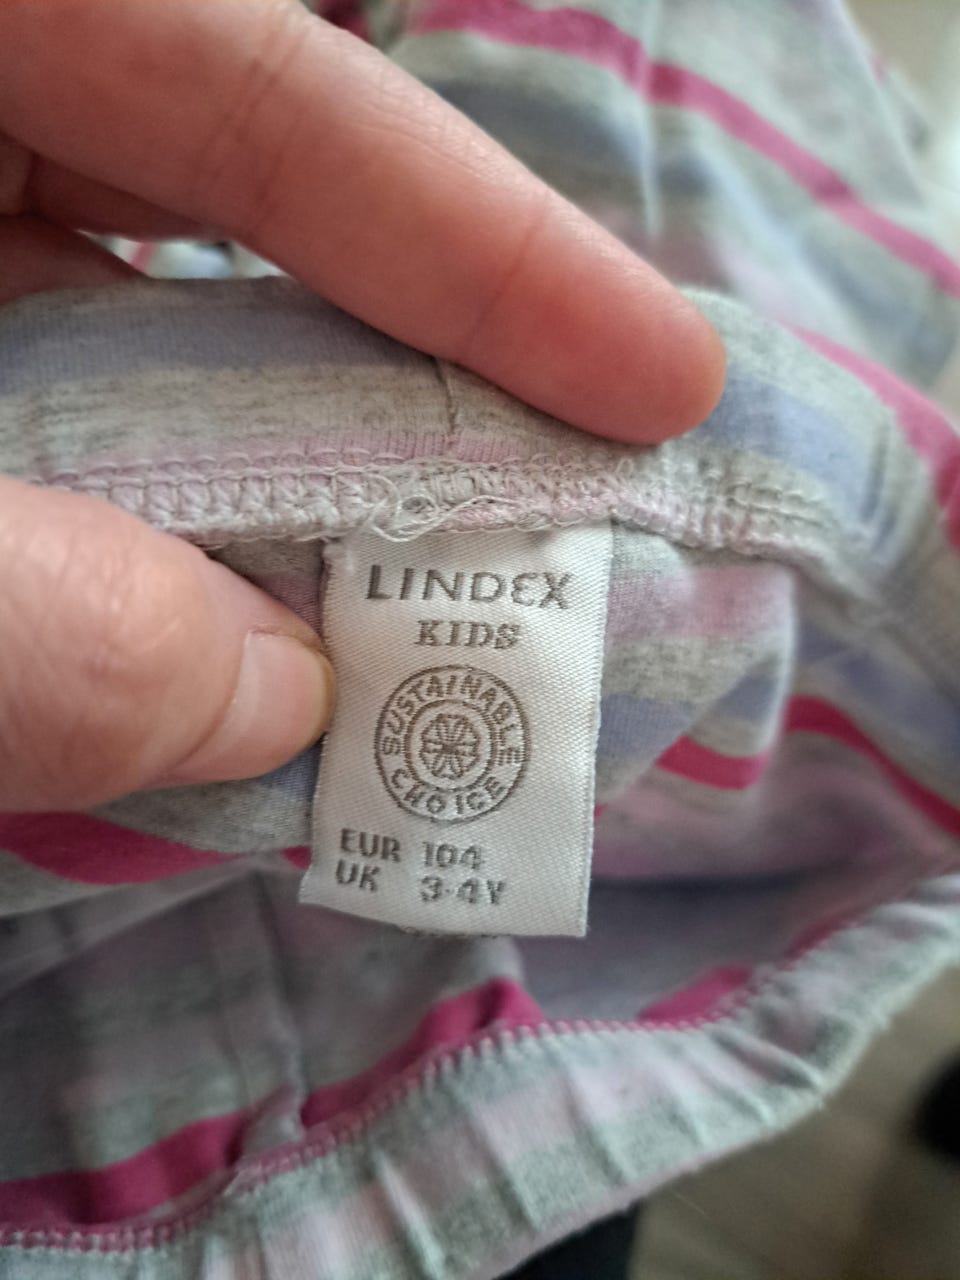 LINDEX
KIDS
SUSTAINABLE
CHOICE
EUR 104
UK 3-4Y